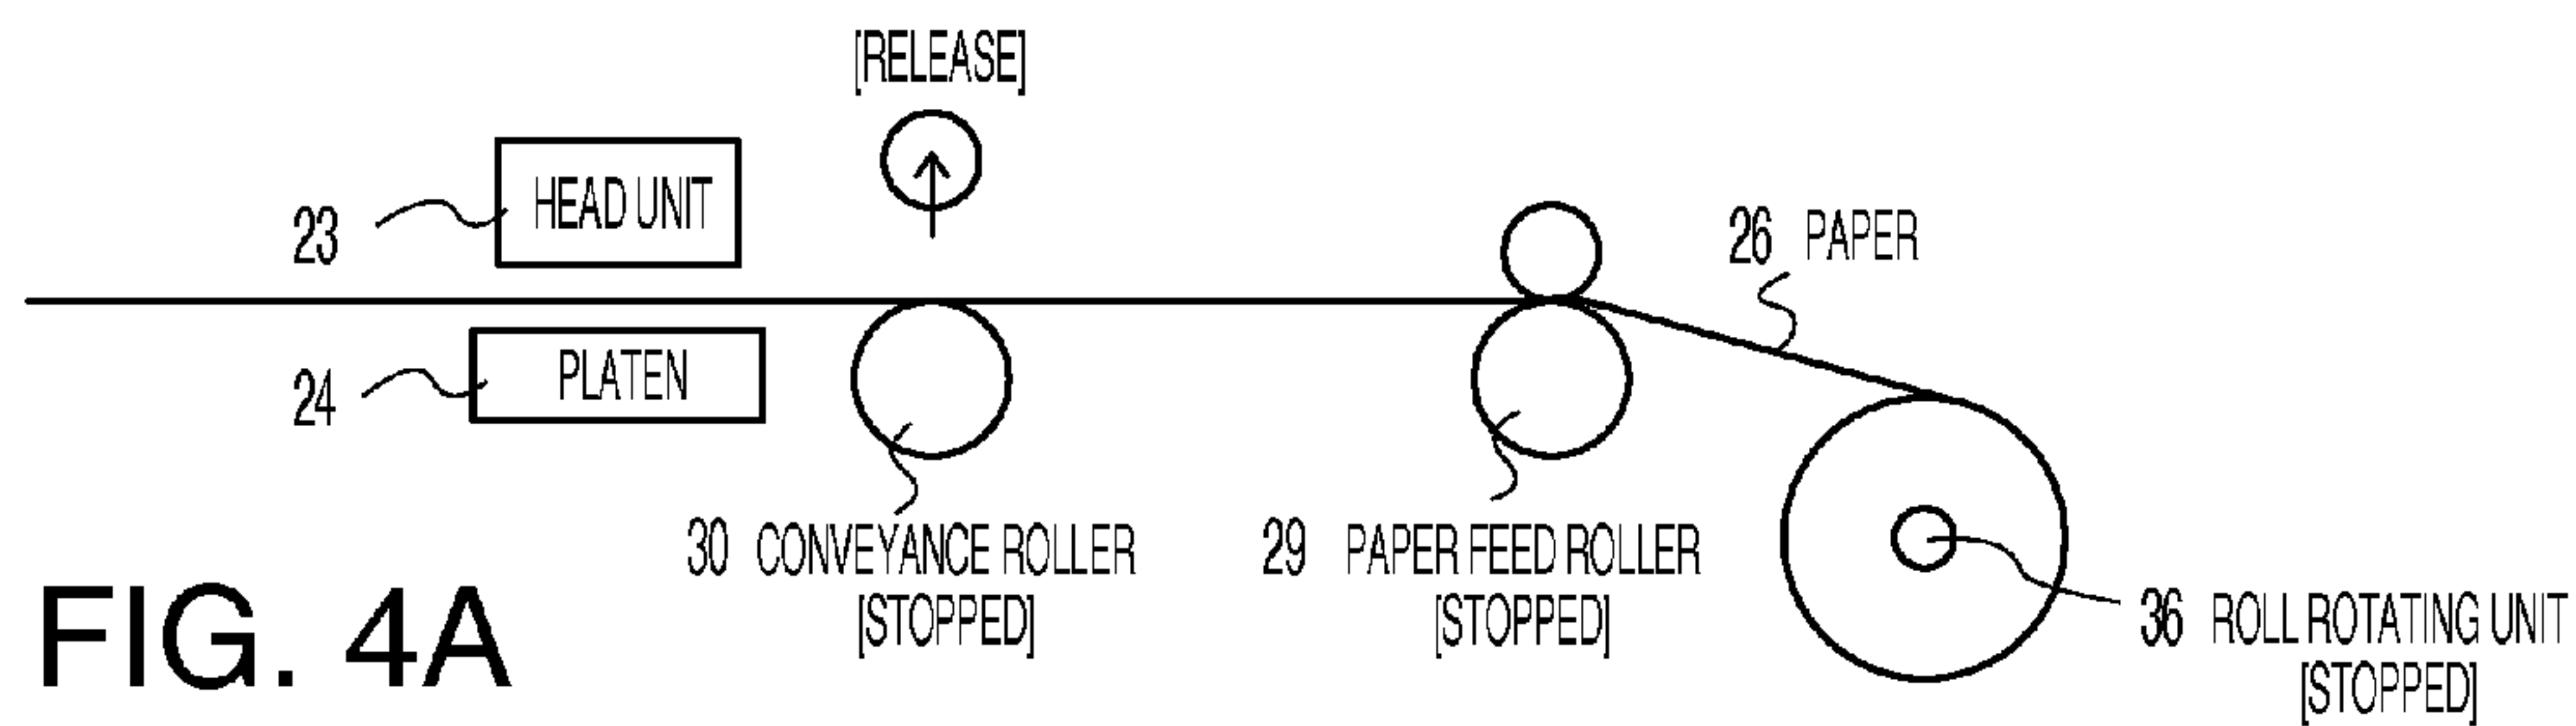 [RELEASE]
HEAD UNIT
23
26 PAPER
PLATEN
24
30 CONVEYANCE ROLLER
[STOPPED]
29 PAPER FEED ROLLER
[STOPPED]
36 ROLL ROTATING UNIT
[STOPPED]
FIG. 4A